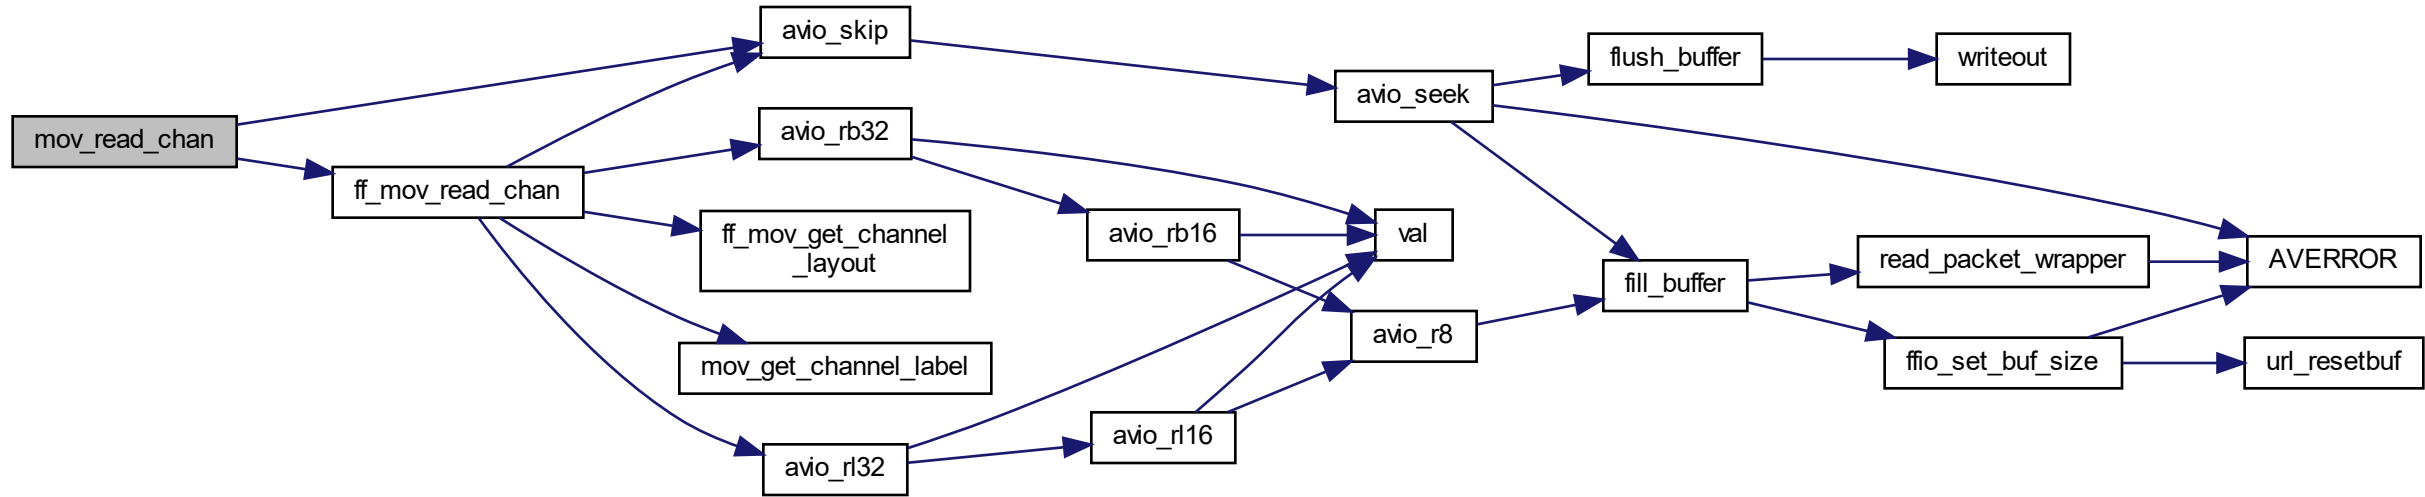 mov_read_chan
ff_mov_read_chan
avio_skip
avio_rb32
ff_mov_get_channel
_layout
mov_get_channel_label
avio_rl32
avio_rb16
avio_rl16
avio_seek
val
avio_r8
flush_buffer
fill_buffer
writeout
read_packet_wrapper
ffio_set_buf_size
AVERROR
url_resetbuf